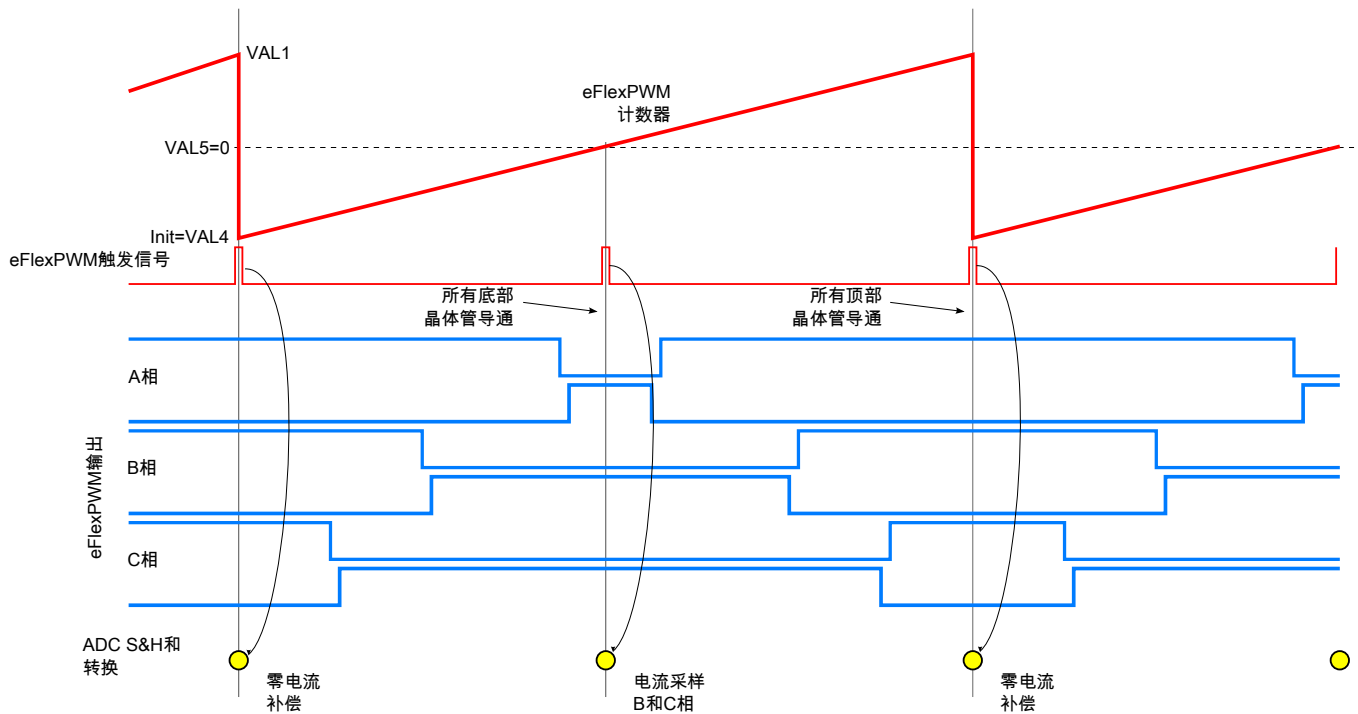 VAL1
eFlexPWM
计数器
VAL5=0
Init=VAL4
eFlexPWM触发信号
所有底部
晶体管导通
所有顶部
晶体管导通
A相
B相
C相
eFlexPWM输出
ADC S&H和
转换
零电流
补偿
电流采样
B和C相
零电流
补偿